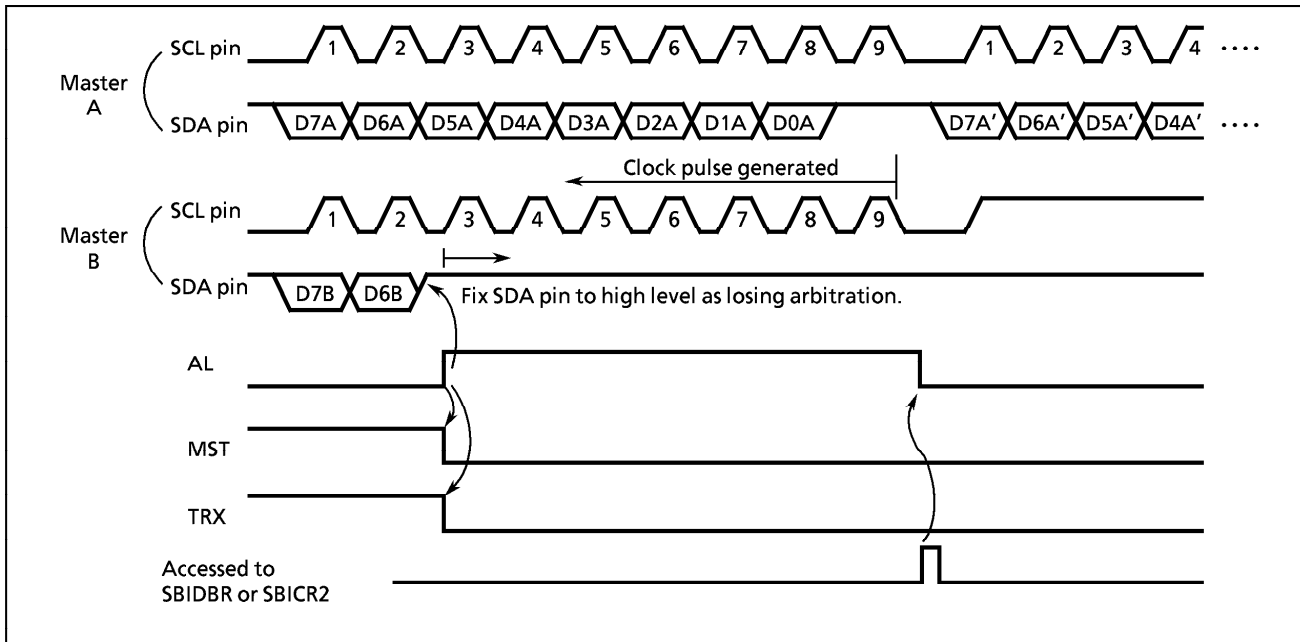 SCL pin 1 2 3 4 5 6 7 8 9 1 2 3 4 ....
Master
A
SDA pin D7A D6A D5A D4A D3A D2A D1A D0A D7A′ D6A′ D5A′ D4A′ ....
Clock pulse generated
SCL pin 1 2 3 4 5 6 7 8 9
Master
B
SDA pin D7B D6B
Fix SDA pin to high level as losing arbitration.
AL
MST
TRX
Accessed to
SBIDBR or SBICR2